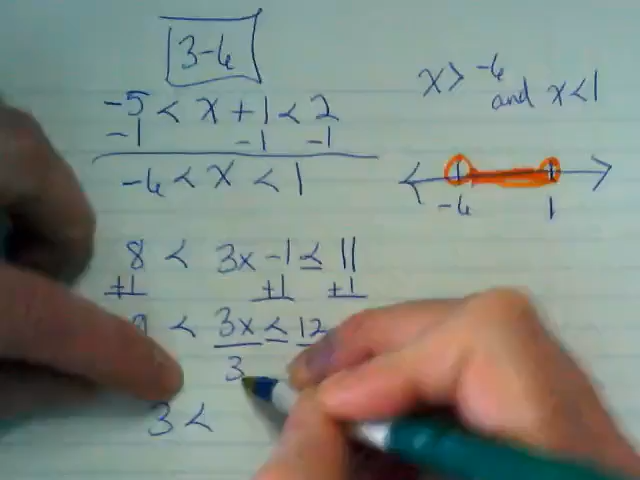 3-6
-5 < x + 1 < 2
-1 -1 -1
-6 < x < 1
x > -6
and x < 1
-6 1
8 < 3x - 1 ≤ 11
+1 +1 +1
9 < 3x ≤ 12
3
3 <